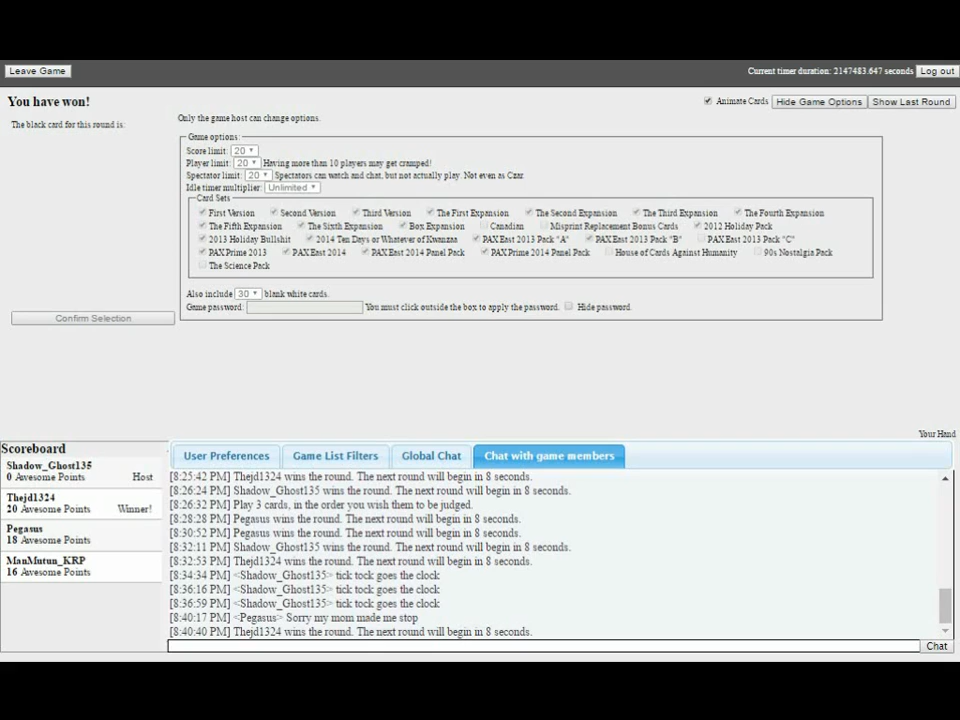 Leave Game
Current timer duration: 2147483.647 seconds Log out
You have won!
Animate Cards Hide Game Options Show Last Round
The black card for this round is:
Only the game host can change options.
Game options:
Score limit: 20
Player limit: 20 Having more than 10 players may get cramped!
Spectator limit: 20 Spectators can watch and chat, but not actually play. Not even as Czar.
Idle timer multiplier: Unlimited
Card Sets
First Version Second Version Third Version The First Expansion The Second Expansion The Third Expansion The Fourth Expansion
The Fifth Expansion The Sixth Expansion Box Expansion Canadian Misprint Replacement Bonus Cards 2012 Holiday Pack
2013 Holiday Bullshit 2014 Ten Days or Whatever of Kwanzaa PAX East 2013 Pack "A" PAX East 2013 Pack "B" PAX East 2013 Pack "C"
PAX Prime 2013 PAX East 2014 PAX East 2014 Panel Pack PAX Prime 2014 Panel Pack House of Cards Against Humanity 90s Nostalgia Pack
The Science Pack
Also include 30 blank white cards.
Game password: You must click outside the box to apply the password. Hide password.
Confirm Selection
Your Hand
Scoreboard
Shadow_Ghost135
0 Awesome Points Host
Thejd1324
20 Awesome Points Winner!
Pegasus
18 Awesome Points
ManMutun_KRP
16 Awesome Points
User Preferences Game List Filters Global Chat Chat with game members
[8:25:42 PM] Thejd1324 wins the round. The next round will begin in 8 seconds.
[8:26:24 PM] Shadow_Ghost135 wins the round. The next round will begin in 8 seconds.
[8:26:32 PM] Play 3 cards, in the order you wish them to be judged.
[8:28:28 PM] Pegasus wins the round. The next round will begin in 8 seconds.
[8:30:52 PM] Pegasus wins the round. The next round will begin in 8 seconds.
[8:32:11 PM] Shadow_Ghost135 wins the round. The next round will begin in 8 seconds.
[8:32:53 PM] Thejd1324 wins the round. The next round will begin in 8 seconds.
[8:34:34 PM] <Shadow_Ghost135> tick tock goes the clock
[8:36:16 PM] <Shadow_Ghost135> tick tock goes the clock
[8:36:59 PM] <Shadow_Ghost135> tick tock goes the clock
[8:40:17 PM] <Pegasus> Sorry my mom made me stop
[8:40:40 PM] Thejd1324 wins the round. The next round will begin in 8 seconds.
Chat